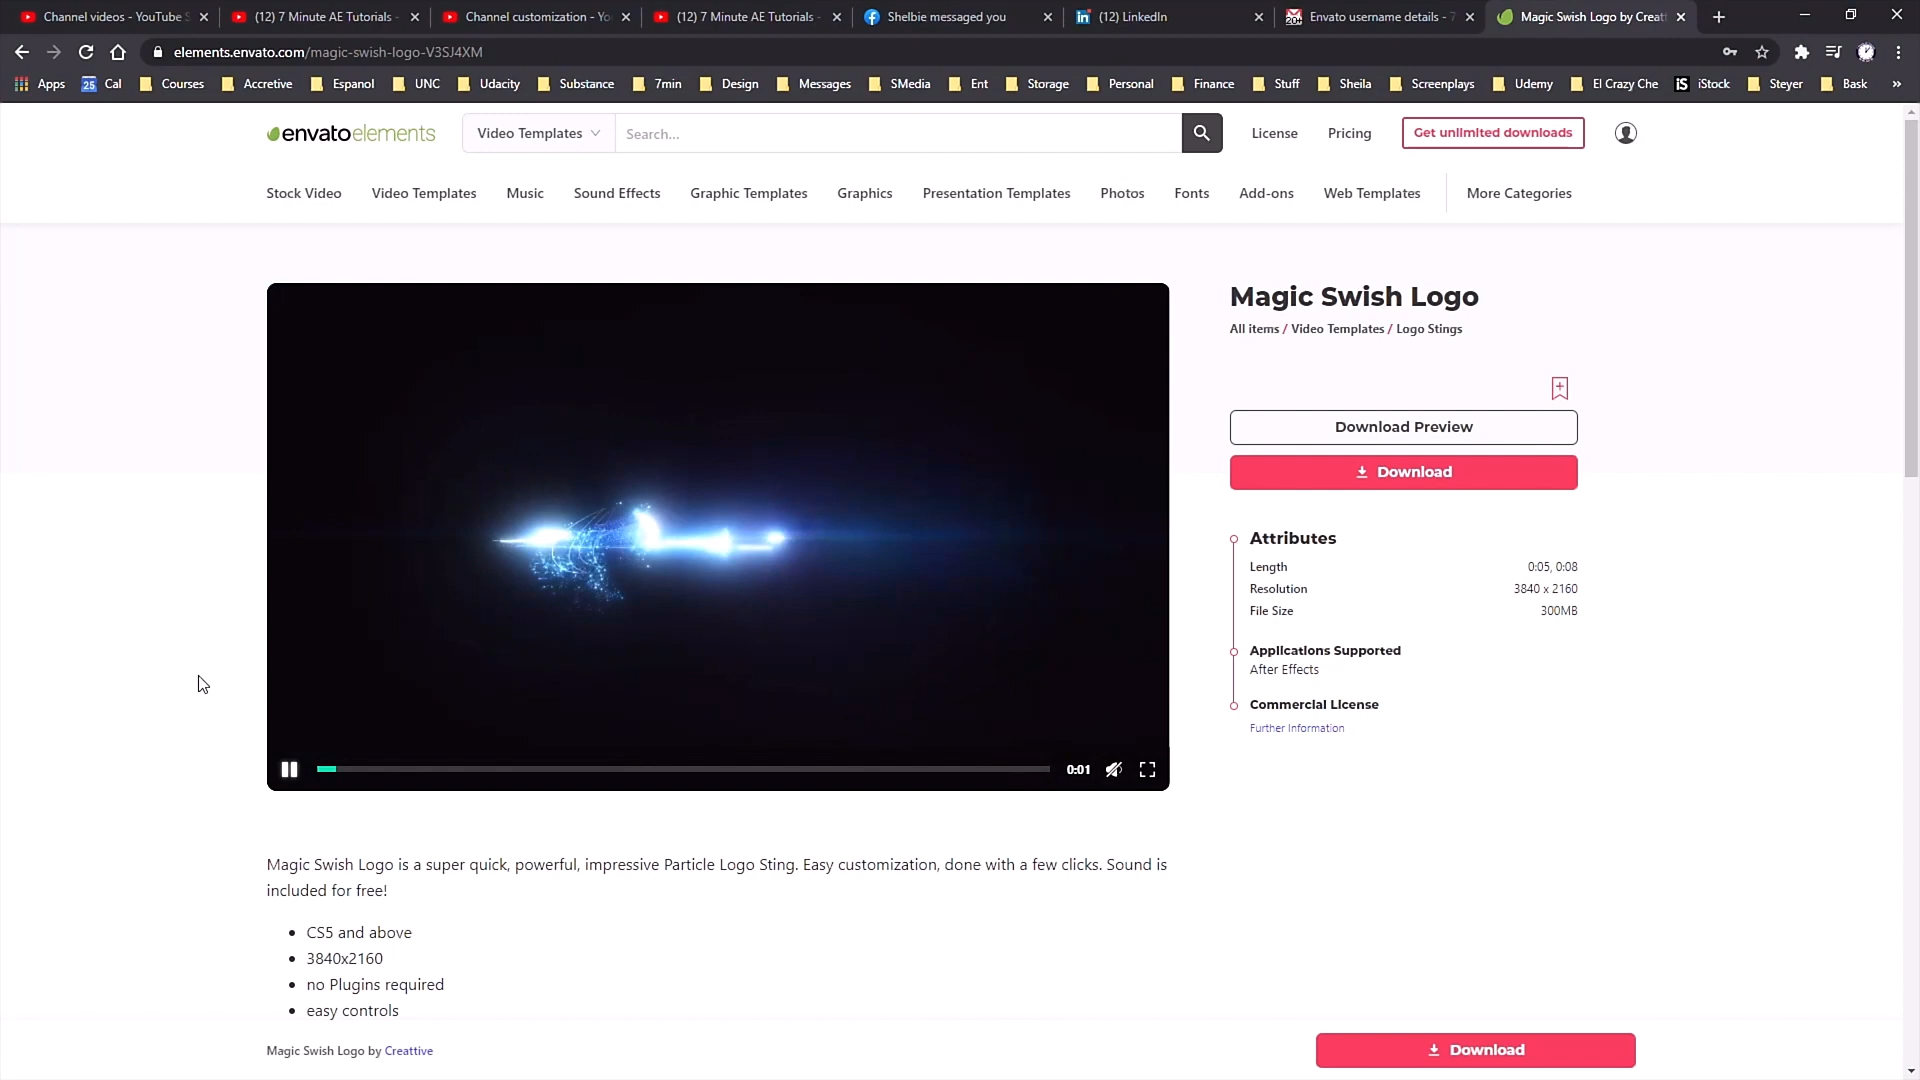 Channel videos - YouTube S
(12) 7 Minute AE Tutorials -
Channel customization - Yo
(12) 7 Minute AE Tutorials -
Shelbie messaged you
(12) LinkedIn
Envato username details - 7
Magic Swish Logo by Creatt
elements.envato.com/magic-swish-logo-V3SJ4XM
Apps
25 Cal
Courses
Accretive
Espanol
UNC
Udacity
Substance
7min
Design
Messages
SMedia
Ent
Storage
Personal
Finance
Stuff
Sheila
Screenplays
Udemy
El Crazy Che
iS iStock
Steyer
Bask
»
envatoelements
Video Templates
Search...
License
Pricing
Get unlimited downloads
Stock Video
Video Templates
Music
Sound Effects
Graphic Templates
Graphics
Presentation Templates
Photos
Fonts
Add-ons
Web Templates
More Categories
Magic Swish Logo
All items / Video Templates / Logo Stings
Download Preview
Download
Attributes
Length 0:05, 0:08
Resolution 3840 x 2160
File Size 300MB
Applications Supported
After Effects
Commercial License
Further Information
0:01
Magic Swish Logo is a super quick, powerful, impressive Particle Logo Sting. Easy customization, done with a few clicks. Sound is
included for free!
• CS5 and above
• 3840x2160
• no Plugins required
• easy controls
Magic Swish Logo by Creattive
Download